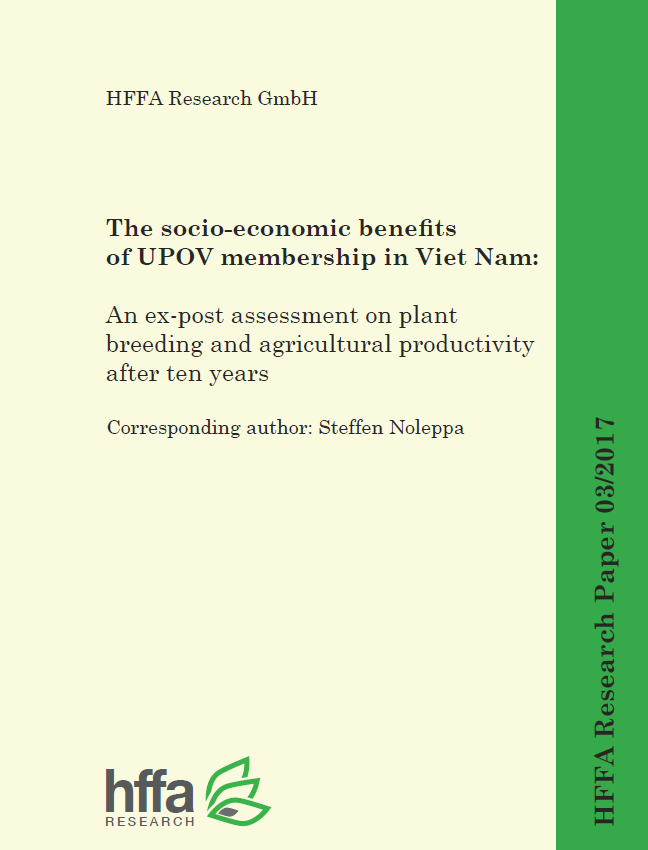 HFFA Research GmbH
The socio-economic benefits
of UPOV membership in Viet Nam:
An ex-post assessment on plant
breeding and agricultural productivity
after ten years
Corresponding author: Steffen Noleppa
HFFA Research Paper 03/2017
hffa
RESEARCH